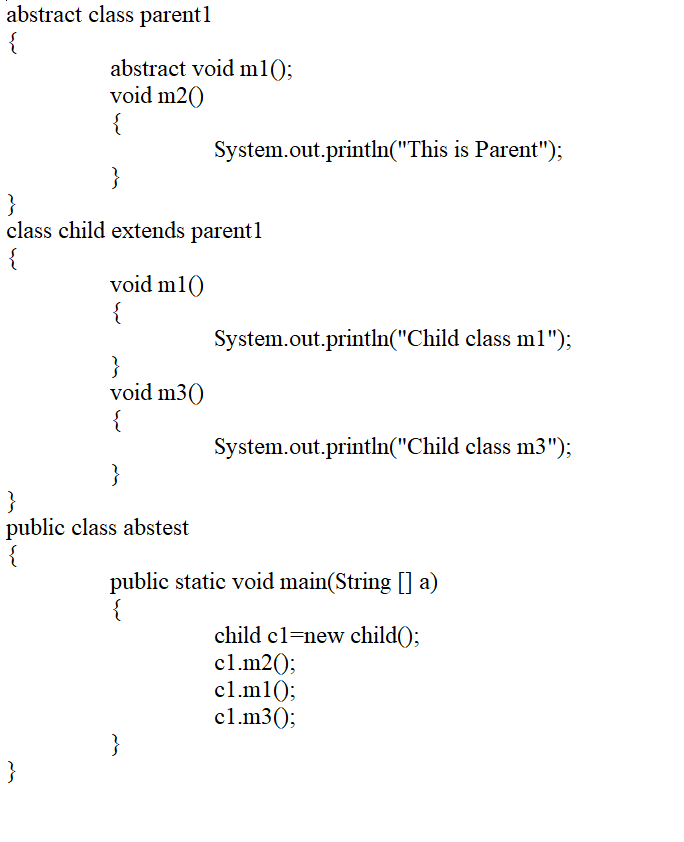 abstract class parent1
{
abstract void m1();
void m2()
{
System.out.println("This is Parent");
}
}
class child extends parent1
{
void m1()
{
System.out.println("Child class m1");
}
void m3()
{
System.out.println("Child class m3");
}
}
public class abstest
{
public static void main(String [] a)
{
child c1=new child();
c1.m2();
c1.m1();
c1.m3();
}
}